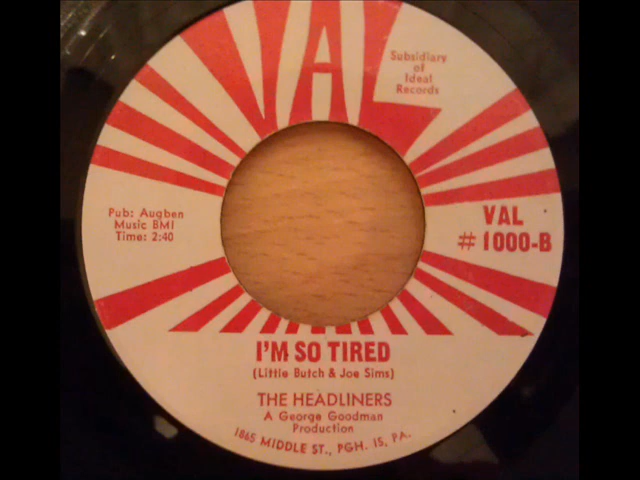 VAL
Subsidiary
of
Ideal
Records
Pub: Augben
Music BMI
Time: 2:40
VAL
# 1000-B
I'M SO TIRED
(Little Butch & Joe Sims)
THE HEADLINERS
A George Goodman
Production
1865 MIDDLE ST., PGH. 15, PA.